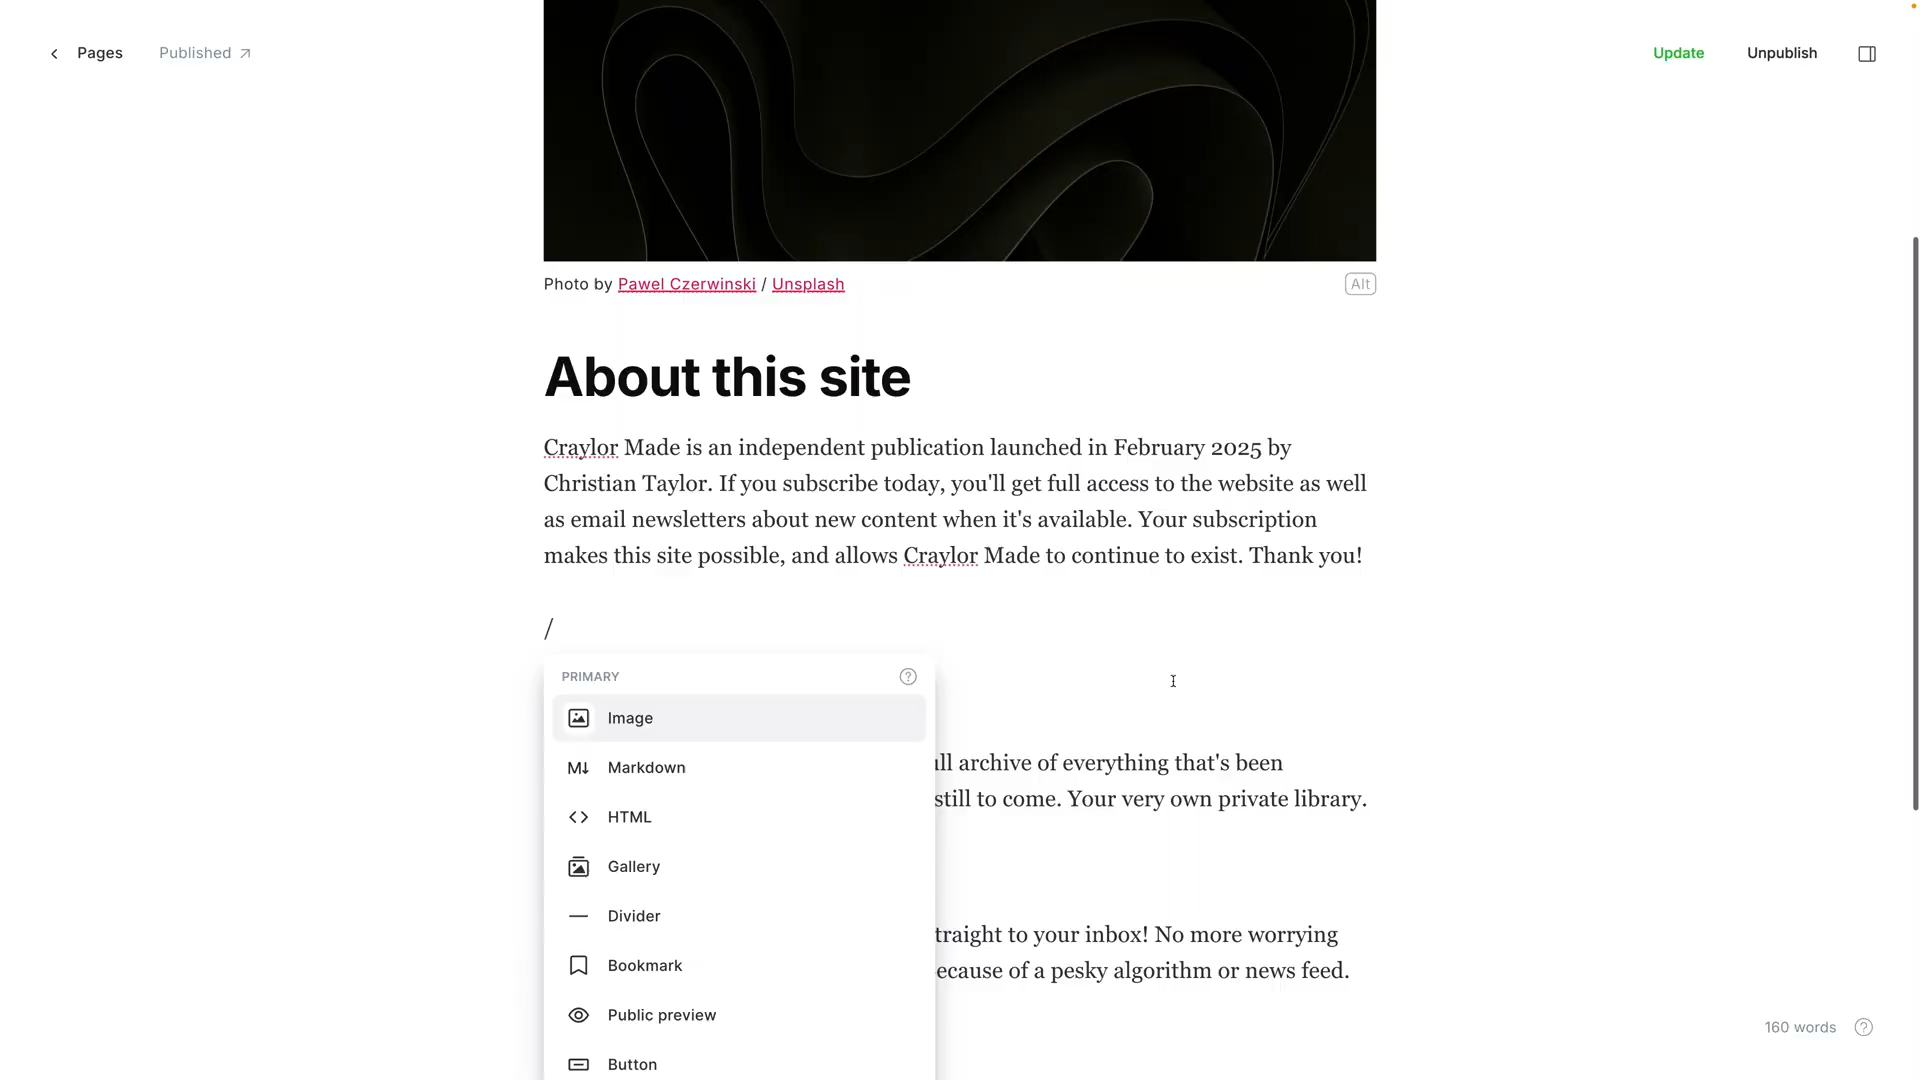 Pages
Published
Update
Unpublish
Photo by Pawel Czerwinski / Unsplash
Alt
About this site
Craylor Made is an independent publication launched in February 2025 by
Christian Taylor. If you subscribe today, you'll get full access to the website as well
as email newsletters about new content when it's available. Your subscription
makes this site possible, and allows Craylor Made to continue to exist. Thank you!
/
PRIMARY
?
Image
M↓ Markdown
archive of everything that's been
still to come. Your very own private library.
HTML
Gallery
Divider
to your inbox! No more worrying
Bookmark
of a pesky algorithm or news feed.
Public preview
Button
160 words
?